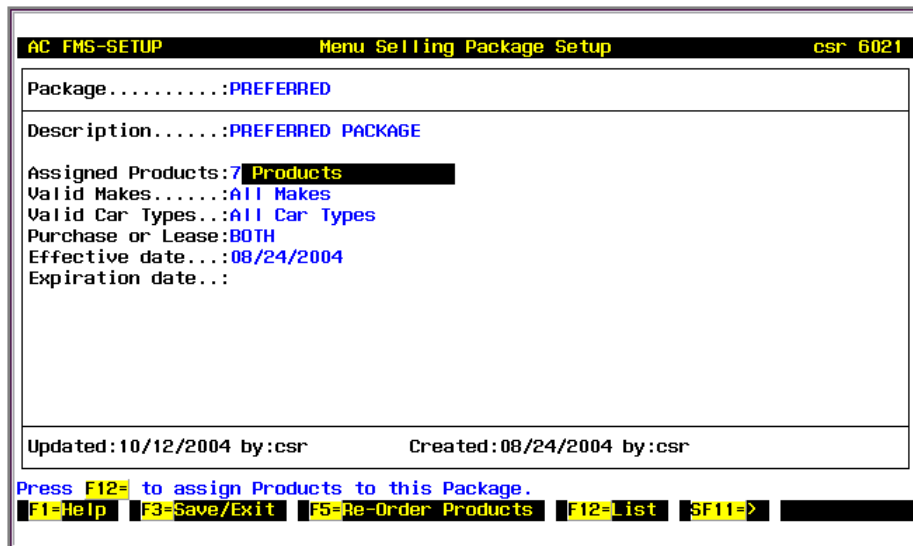 AC FMS-SETUP Menu Selling Package Setup csr 6021
Package..........:PREFERRED
Description......:PREFERRED PACKAGE
Assigned Products:7 Products
Valid Makes......:All Makes
Valid Car Types..:All Car Types
Purchase or Lease:BOTH
Effective date...:08/24/2004
Expiration date..:
Updated:10/12/2004 by:csr Created:08/24/2004 by:csr
Press F12= to assign Products to this Package.
F1=Help F3=Save/Exit F5=Re-Order Products F12=List SF11=>